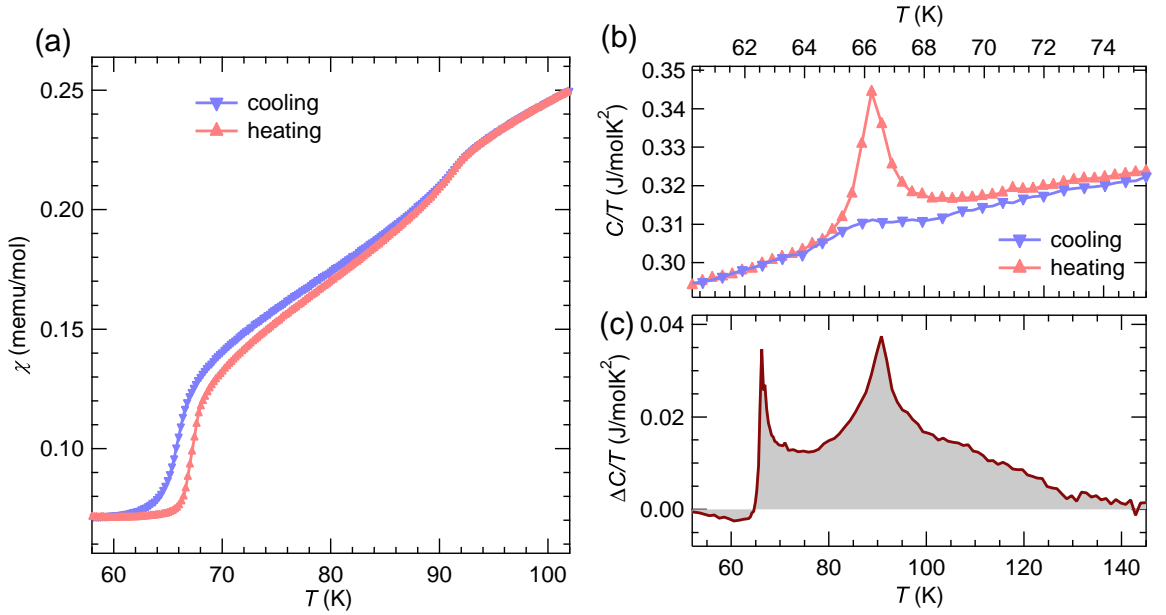 (a)
cooling
heating
χ (memu/mol)
0.25
0.20
0.15
0.10
60 70 80 90 100
T (K)
(b)
T (K)
62 64 66 68 70 72 74
C/T (J/molK²)
0.35
0.34
0.33
0.32
0.31
0.30
cooling
heating
(c)
ΔC/T (J/molK²)
0.04
0.02
0.00
60 80 100 120 140
T (K)